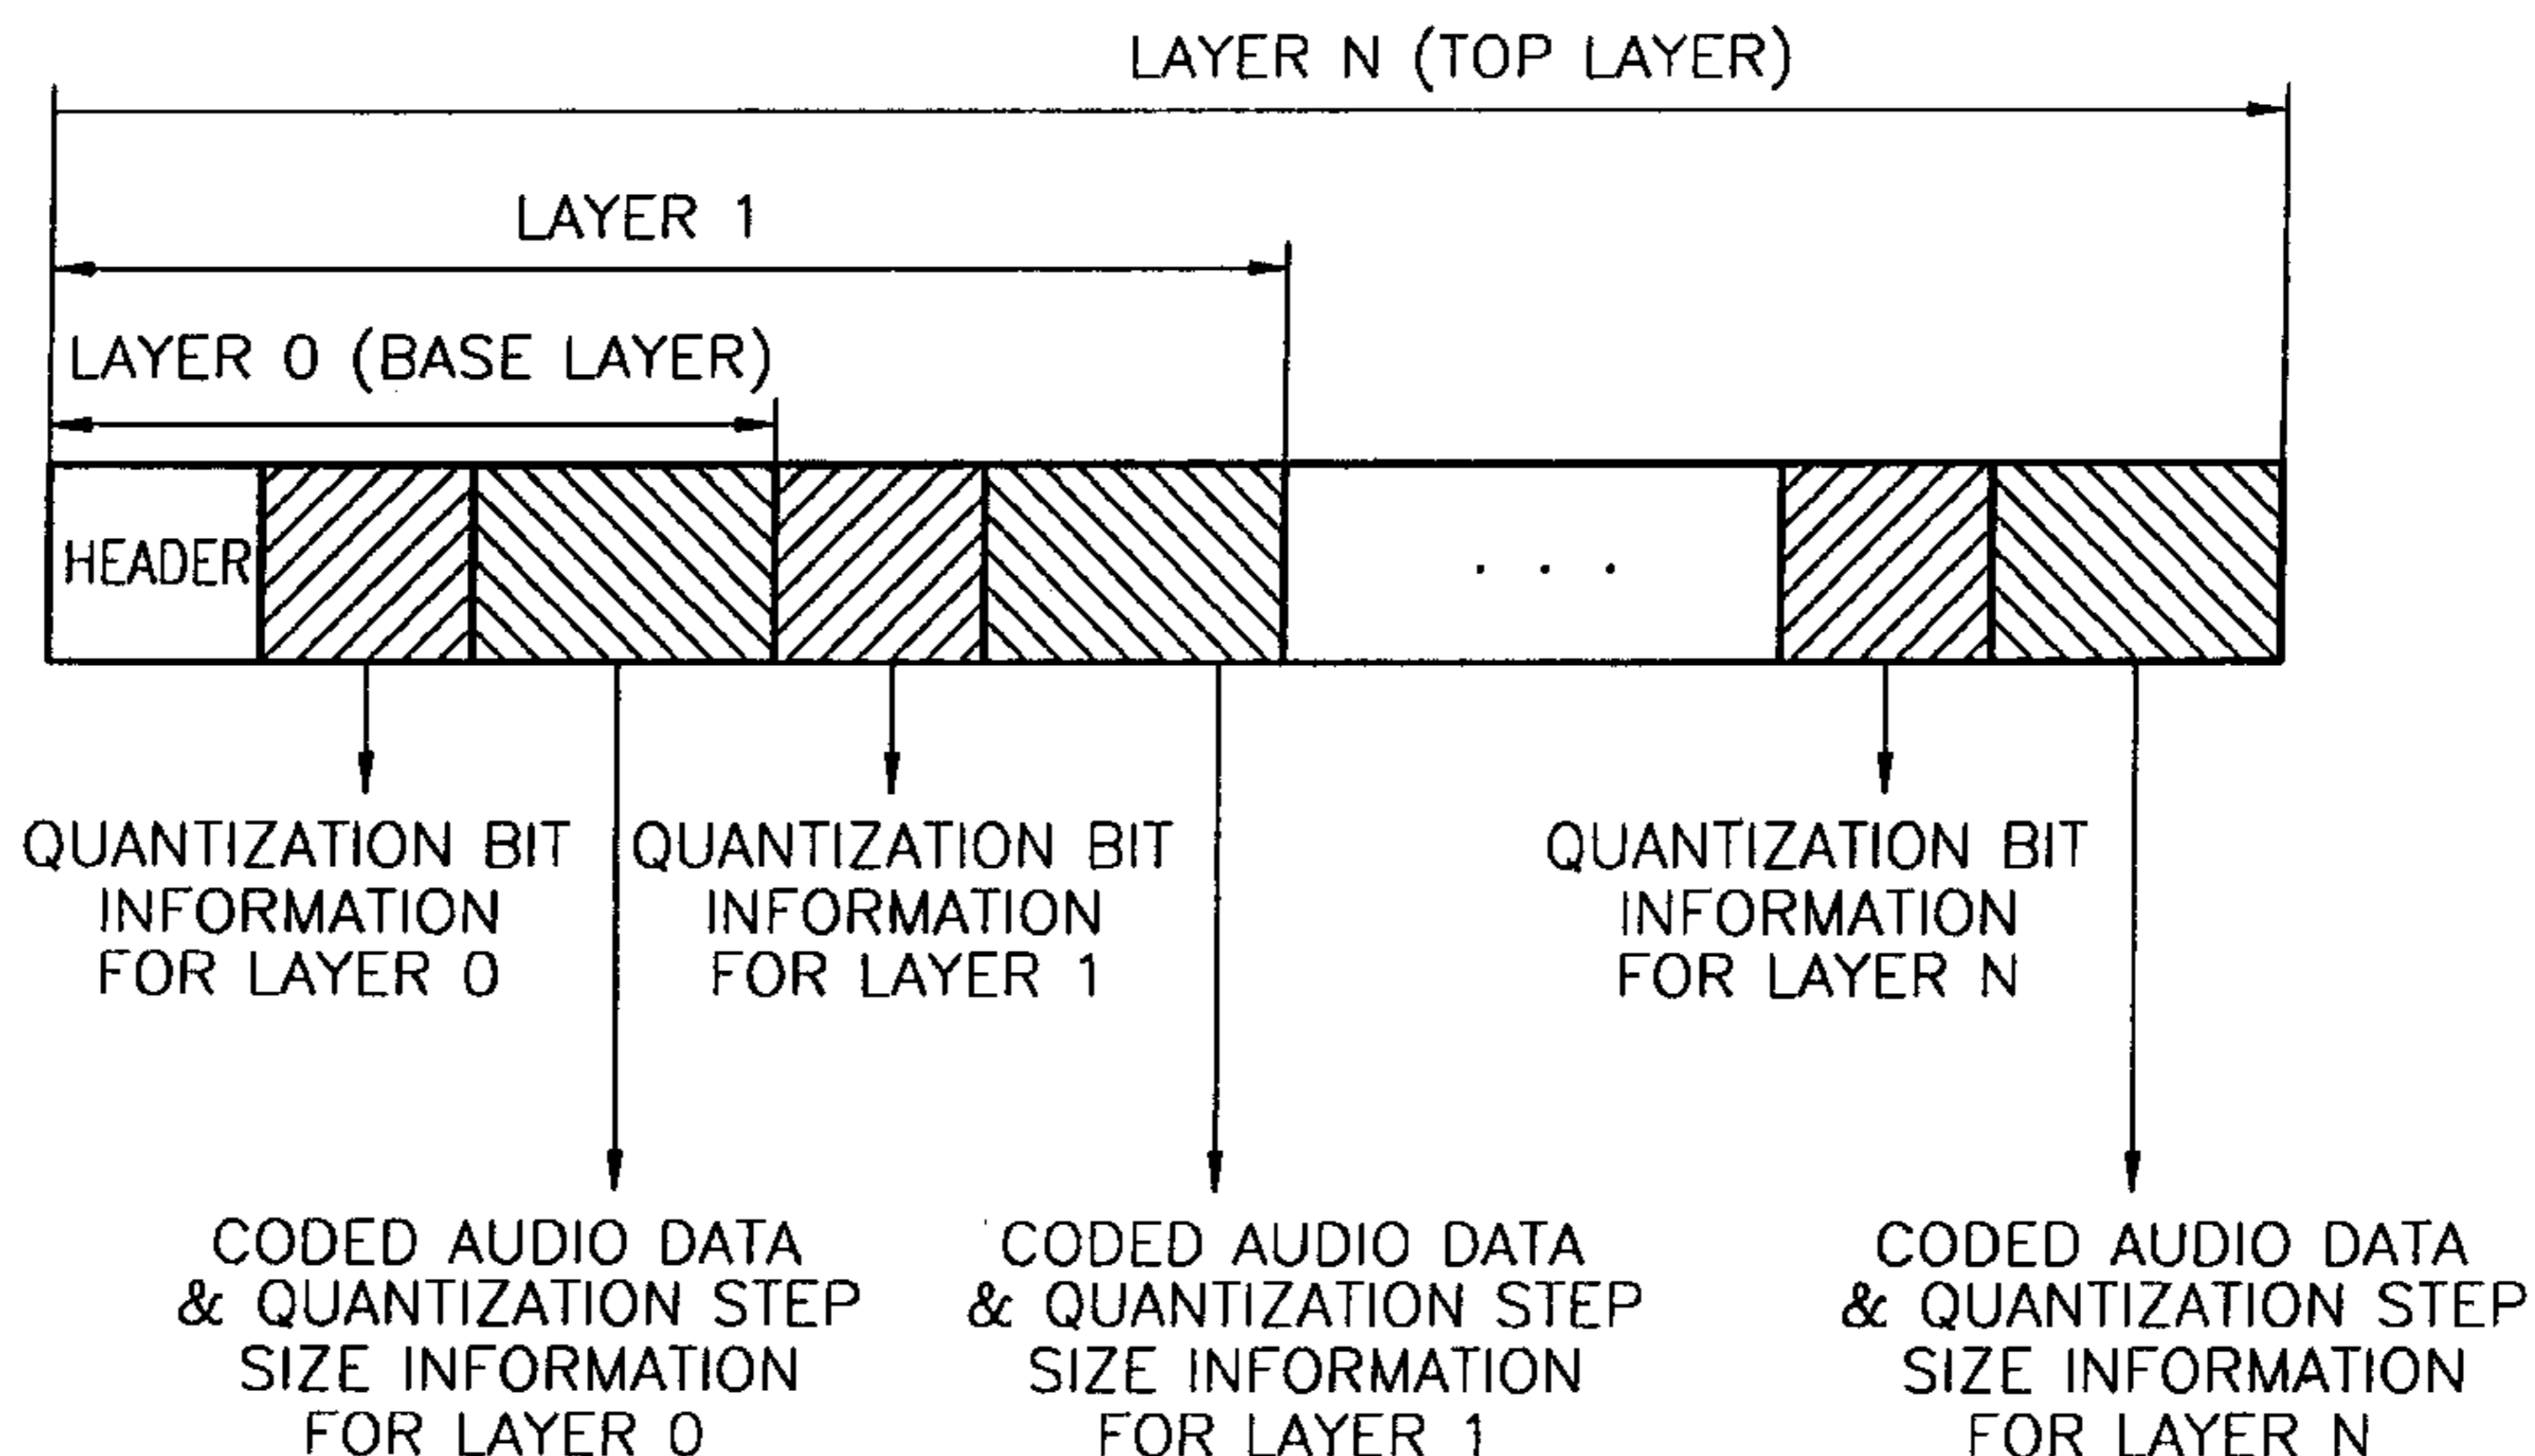 LAYER N (TOP LAYER)
LAYER 1
LAYER 0 (BASE LAYER)
HEADER
. . .
QUANTIZATION BIT
INFORMATION
FOR LAYER 0
QUANTIZATION BIT
INFORMATION
FOR LAYER 1
QUANTIZATION BIT
INFORMATION
FOR LAYER N
CODED AUDIO DATA
& QUANTIZATION STEP
SIZE INFORMATION
FOR LAYER 0
CODED AUDIO DATA
& QUANTIZATION STEP
SIZE INFORMATION
FOR LAYER 1
CODED AUDIO DATA
& QUANTIZATION STEP
SIZE INFORMATION
FOR LAYER N